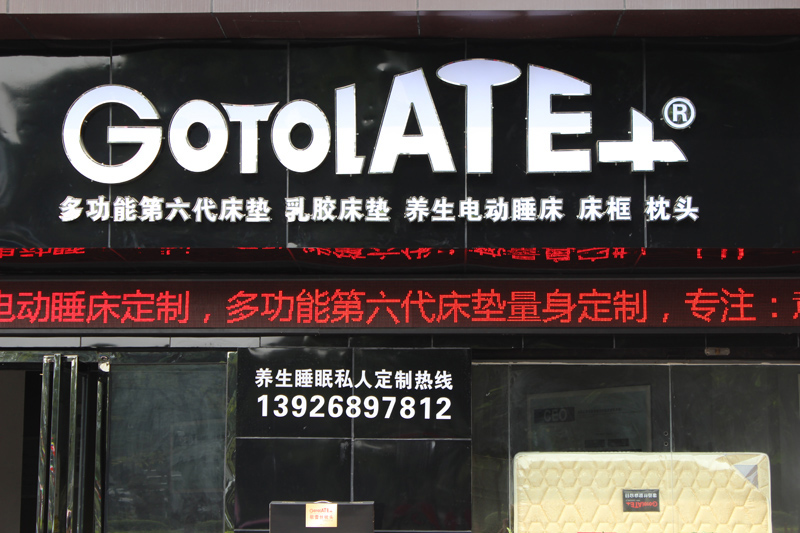 GOTOLATE+®
多功能第六代床垫 乳胶床垫 养生电动睡床 床框 枕头
电动睡床定制，多功能第六代床垫量身定制，专注：
养生睡眠私人定制热线
13926897812
GOTOLATE+
GOTOLATE+